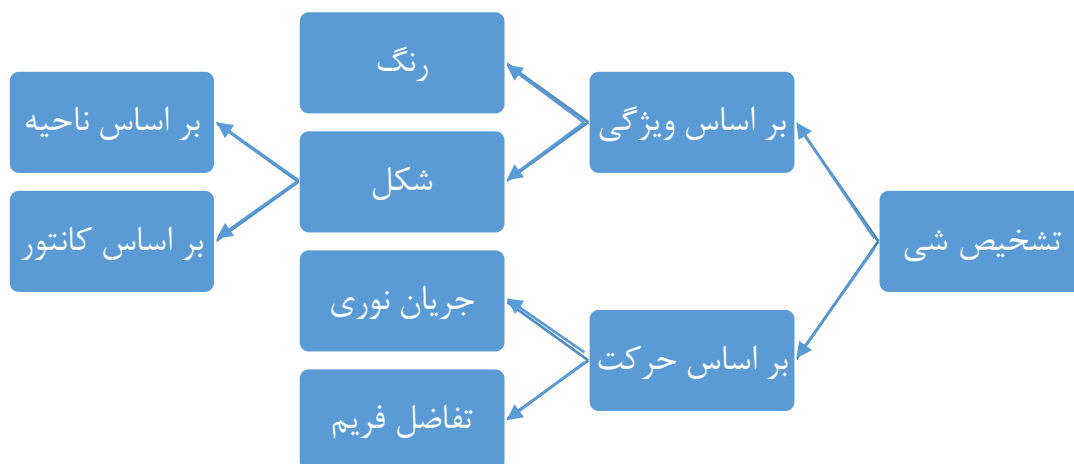 تشخیص شی
بر اساس ویژگی
رنگ
شکل
بر اساس ناحیه
بر اساس کانتور
بر اساس حرکت
جریان نوری
تفاضل فریم